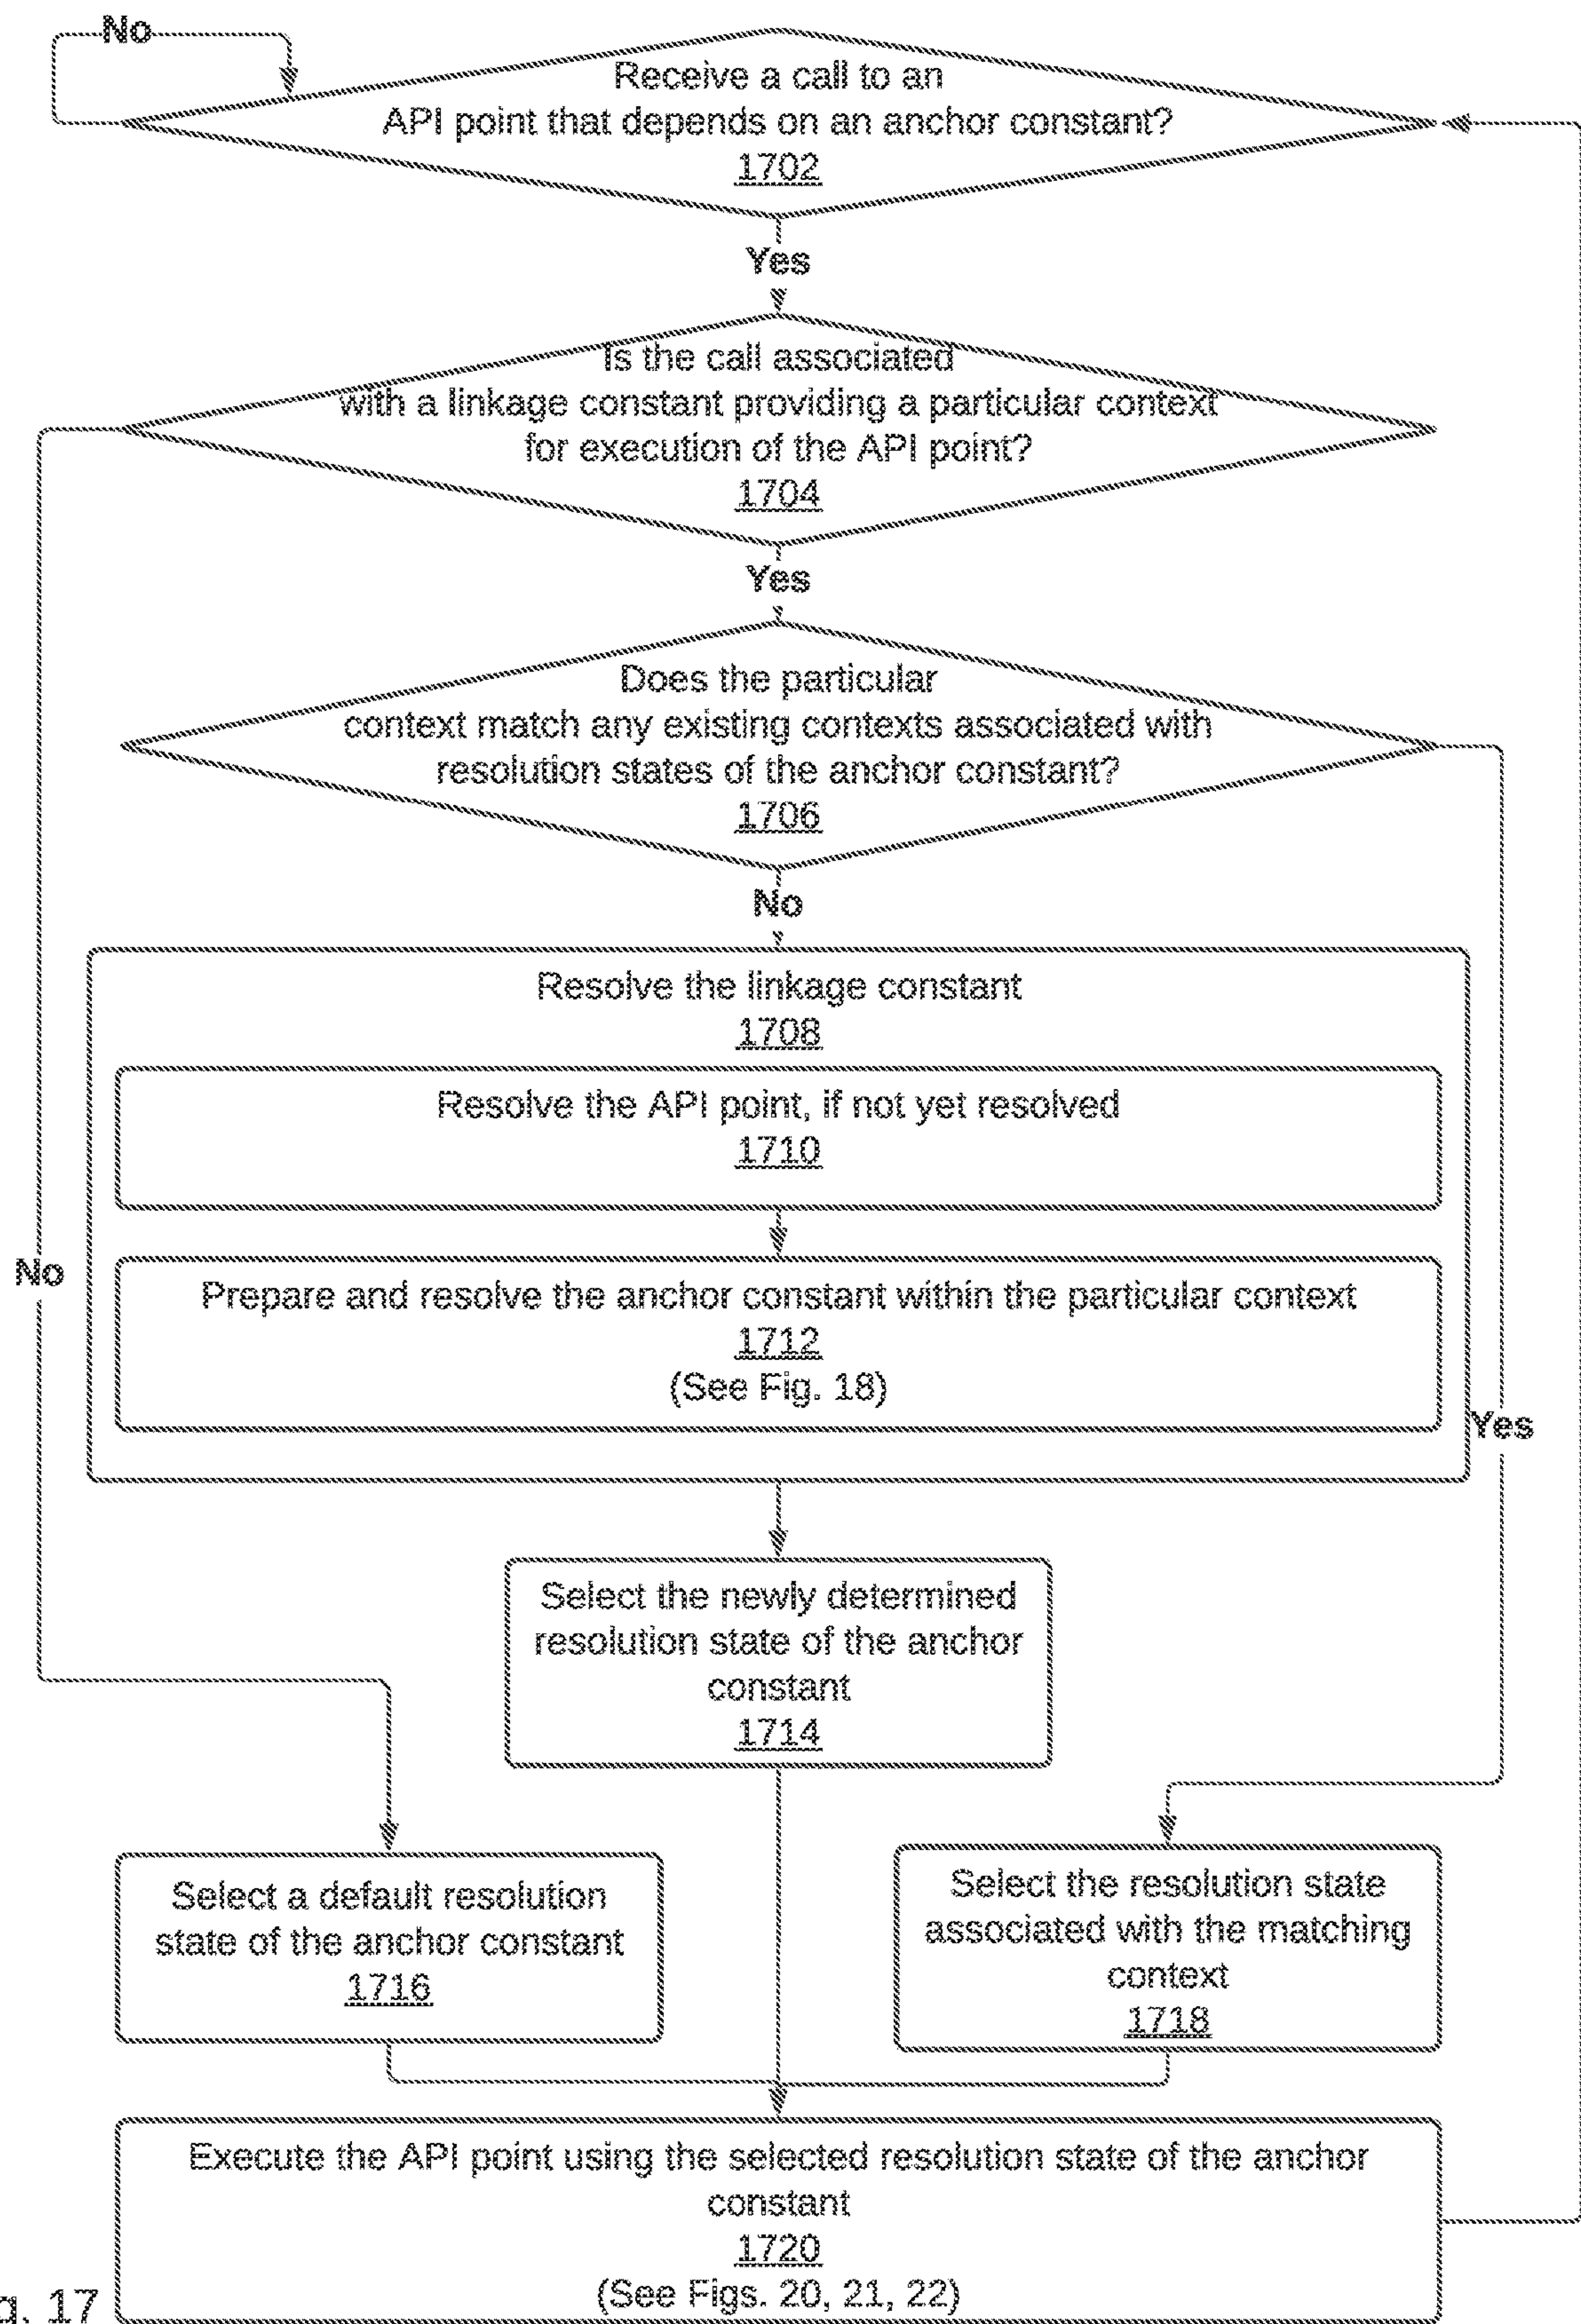 No
Receive a call to an
API point that depends on an anchor constant?
1702
Yes
Is the call associated
with a linkage constant providing a particular context
for execution of the API point?
1704
Yes
Does the particular
context match any existing contexts associated with
resolution states of the anchor constant?
1706
No
Resolve the linkage constant
1708
Resolve the API point, if not yet resolved
1710
No
Prepare and resolve the anchor constant within the particular context
1712
(See Fig. 18)
Yes
Select the newly determined
resolution state of the anchor
constant
1714
Select a default resolution
state of the anchor constant
1716
Select the resolution state
associated with the matching
context
1718
Execute the API point using the selected resolution state of the anchor
constant
1720
(See Figs. 20, 21, 22)
g. 17